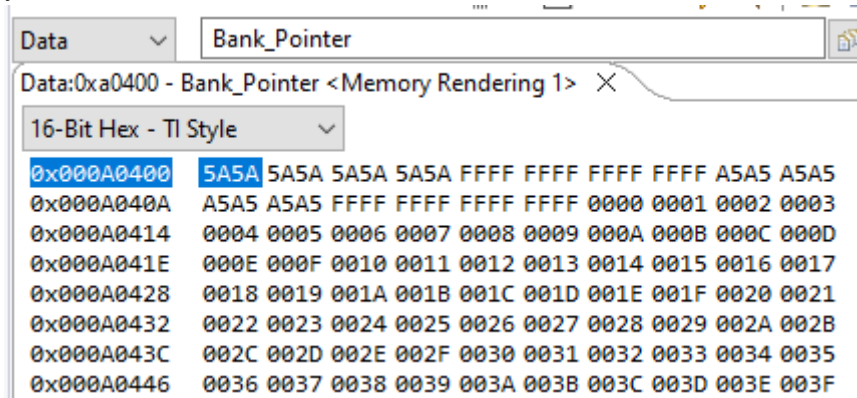 Data Bank_Pointer
Data:0xa0400 - Bank_Pointer <Memory Rendering 1>
16-Bit Hex - TI Style
0x000A0400 5A5A 5A5A 5A5A 5A5A FFFF FFFF FFFF FFFF A5A5 A5A5
0x000A040A A5A5 A5A5 FFFF FFFF FFFF FFFF 0000 0001 0002 0003
0x000A0414 0004 0005 0006 0007 0008 0009 000A 000B 000C 000D
0x000A041E 000E 000F 0010 0011 0012 0013 0014 0015 0016 0017
0x000A0428 0018 0019 001A 001B 001C 001D 001E 001F 0020 0021
0x000A0432 0022 0023 0024 0025 0026 0027 0028 0029 002A 002B
0x000A043C 002C 002D 002E 002F 0030 0031 0032 0033 0034 0035
0x000A0446 0036 0037 0038 0039 003A 003B 003C 003D 003E 003F